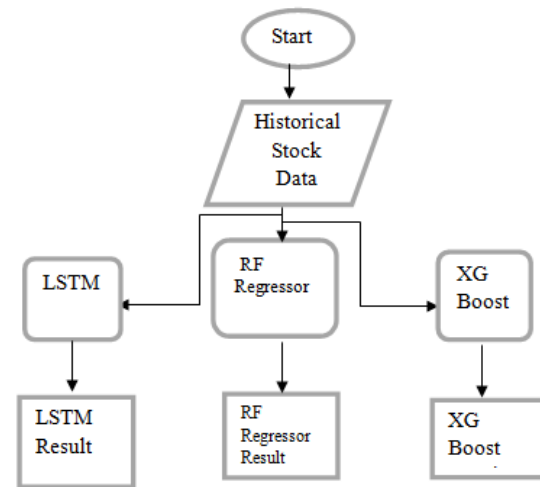 Start
Historical
Stock
Data
LSTM
RF
Regressor
XG
Boost
LSTM
Result
RF
Regressor
Result
XG
Boost